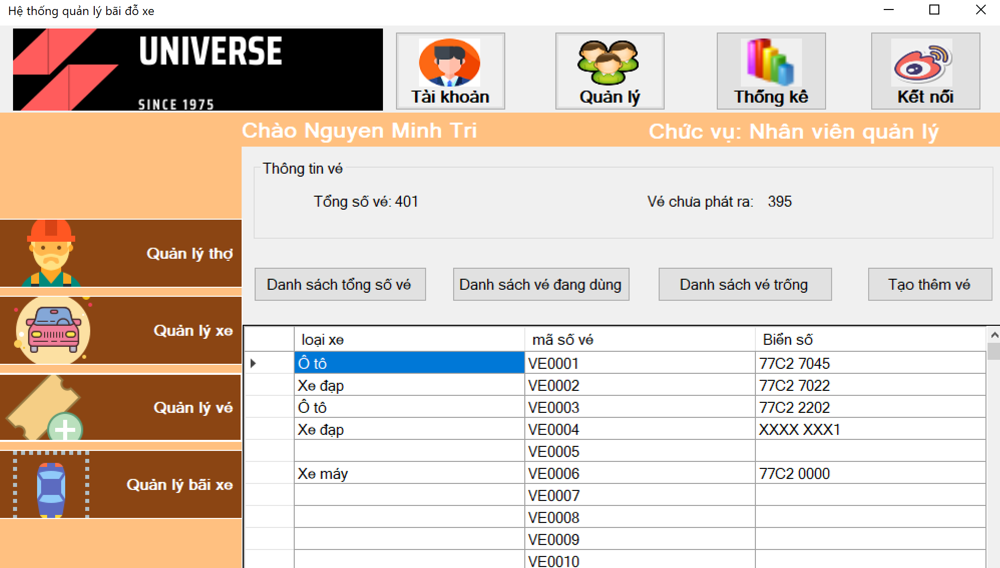 Hệ thống quản lý bãi đỗ xe
UNIVERSE
SINCE 1975
Tài khoản
Quản lý
Thống kê
Kết nối
Chào Nguyen Minh Tri
Chức vụ: Nhân viên quản lý
Thông tin vé
Tổng số vé: 401
Vé chưa phát ra: 395
Quản lý thợ
Quản lý xe
Quản lý vé
Quản lý bãi xe
Danh sách tổng số vé
Danh sách vé đang dùng
Danh sách vé trống
Tạo thêm vé
loại xe mã số vé Biển số
Ô tô VE0001 77C2 7045
Xe đạp VE0002 77C2 7022
Ô tô VE0003 77C2 2202
Xe đạp VE0004 XXXX XXX1
VE0005
Xe máy VE0006 77C2 0000
VE0007
VE0008
VE0009
VE0010